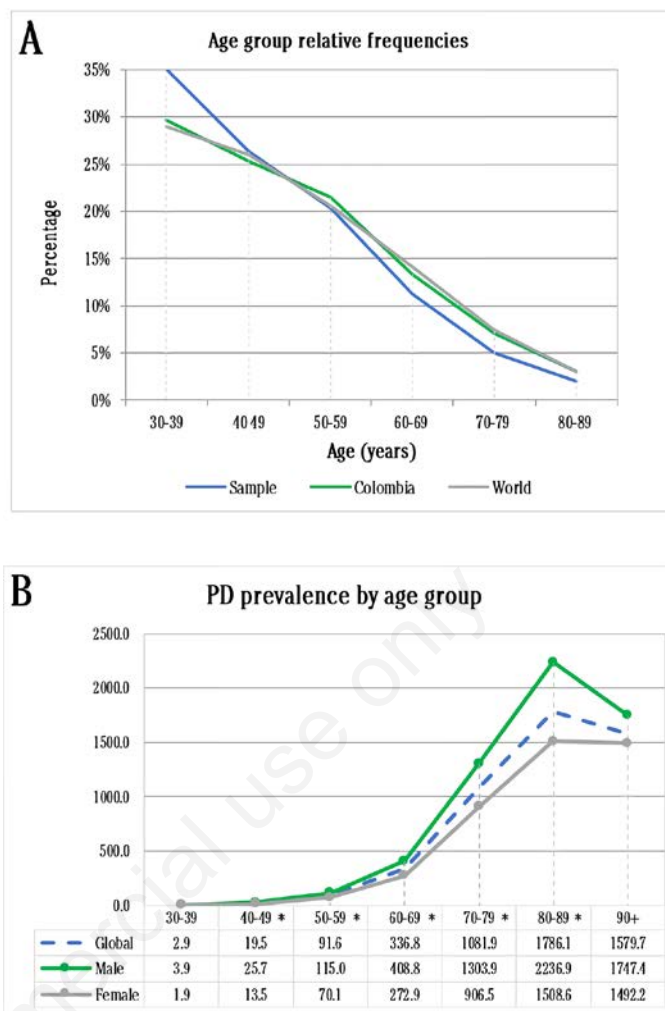 A
Age group relative frequencies
35%
30%
25%
20%
15%
10%
5%
0%
Percentage
30-39 40-49 50-59 60-69 70-79 80-89
Age (years)
Sample Colombia World
B
PD prevalence by age group
2500.0
2000.0
1500.0
1000.0
500.0
0.0
30-39 40-49 * 50-59 * 60-69 * 70-79 * 80-89 * 90+
Global 2.9 19.5 91.6 336.8 1081.9 1786.1 1579.7
Male 3.9 25.7 115.0 408.8 1303.9 2236.9 1747.4
Female 1.9 13.5 70.1 272.9 906.5 1508.6 1492.2
mercial use only